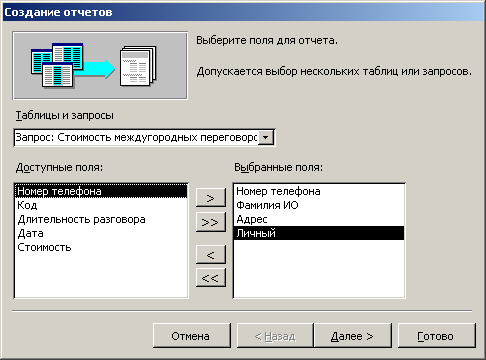 Создание отчетов
Выберите поля для отчета.
Допускается выбор нескольких таблиц или запросов.
Таблицы и запросы
Запрос: Стоимость междугородных переговоро
Доступные поля:
Выбранные поля:
Номер телефона
Код
Длительность разговора
Дата
Стоимость
>
>>
<
<<
Номер телефона
Фамилия ИО
Адрес
Личный
Отмена
< Назад
Далее >
Готово